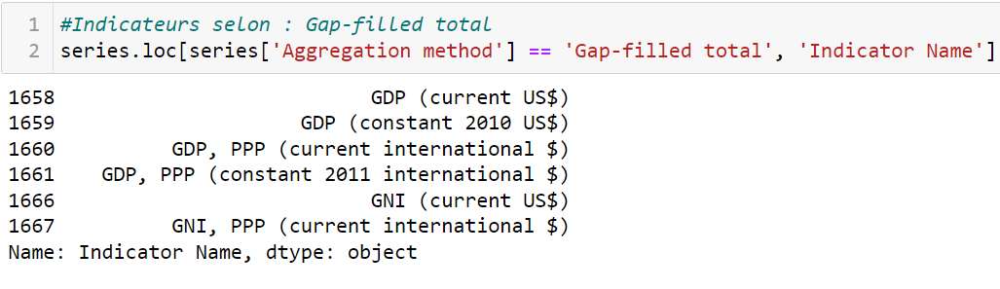 1 #Indicateurs selon : Gap-filled total
2 series.loc[series['Aggregation method'] == 'Gap-filled total', 'Indicator Name']
1658 GDP (current US$)
1659 GDP (constant 2010 US$)
1660 GDP, PPP (current international $)
1661 GDP, PPP (constant 2011 international $)
1666 GNI (current US$)
1667 GNI, PPP (current international $)
Name: Indicator Name, dtype: object